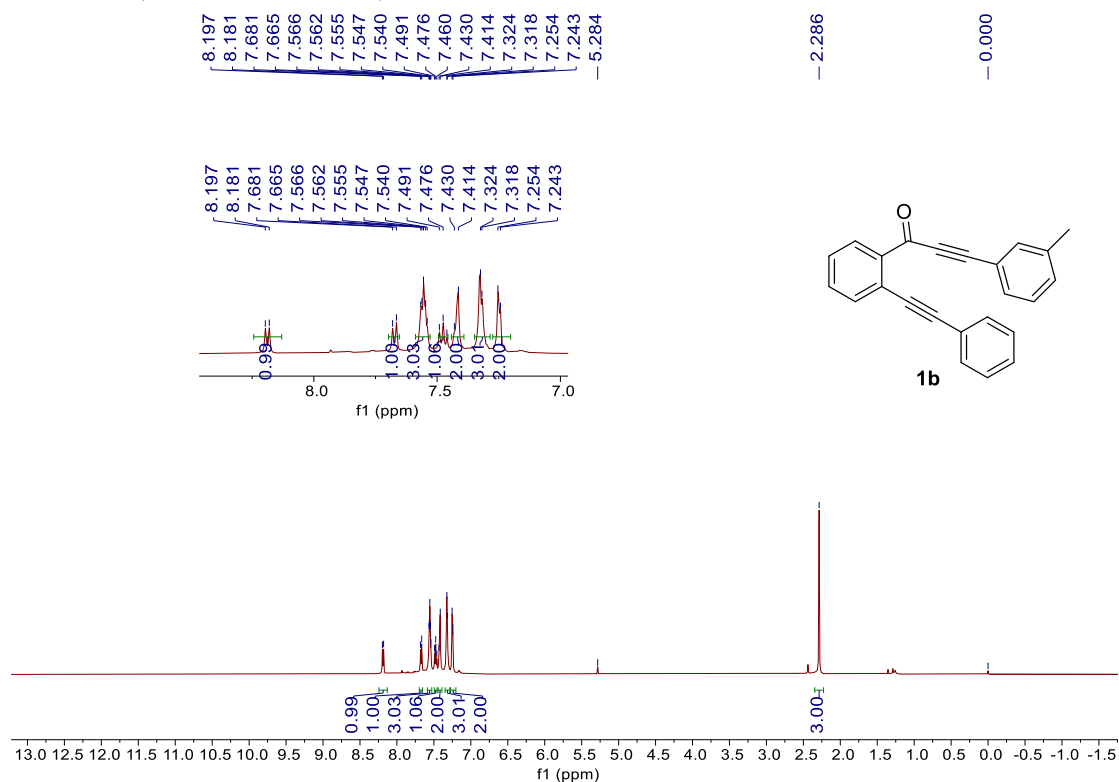 8.197 8.181 7.681 7.665 7.566 7.562 7.555 7.547 7.540 7.491 7.476 7.460 7.430 7.414 7.324 7.318 7.254 7.243 5.284 2.286 0.000
8.197 8.181 7.681 7.665 7.566 7.562 7.555 7.547 7.540 7.491 7.476 7.430 7.414 7.324 7.318 7.254 7.243
O
0.99 1.00 3.03 1.06 2.00 3.01 2.00
8.0 7.5 7.0
f1 (ppm)
1b
0.99 1.00 3.03 1.06 2.00 3.01 2.00 3.00
13.0 12.5 12.0 11.5 11.0 10.5 10.0 9.5 9.0 8.5 8.0 7.5 7.0 6.5 6.0 5.5 5.0 4.5 4.0 3.5 3.0 2.5 2.0 1.5 1.0 0.5 0.0 -0.5 -1.0 -1.5
f1 (ppm)